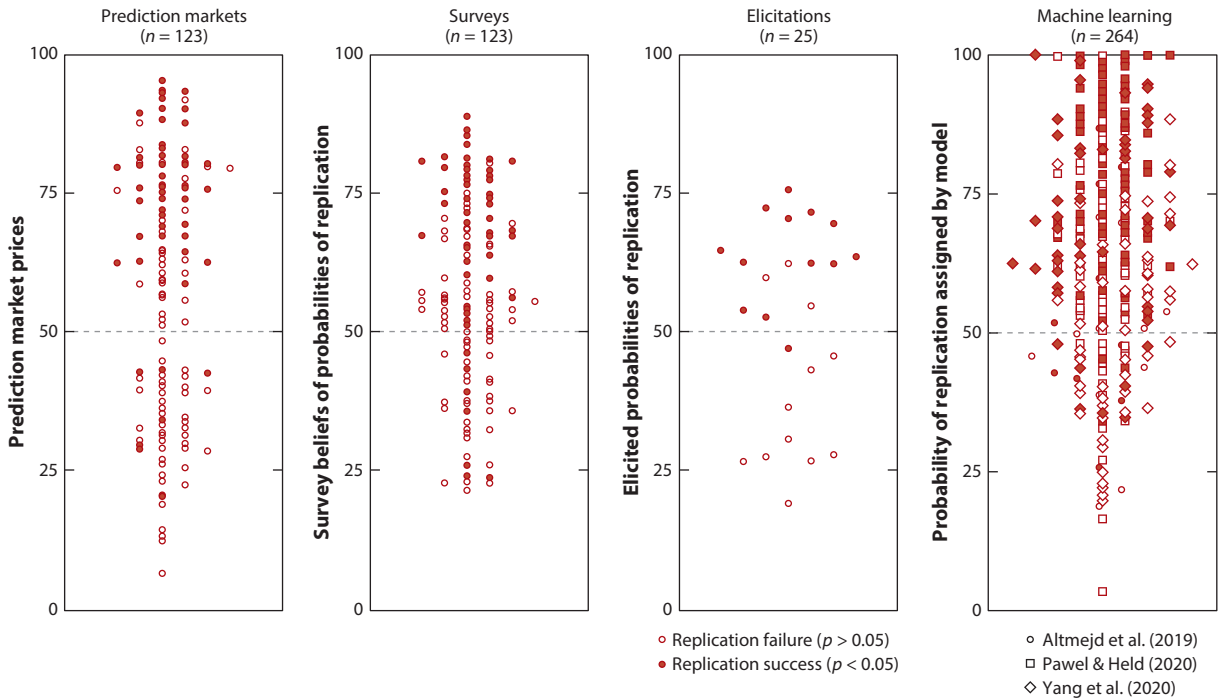 Prediction markets
(n = 123)
Prediction market prices
100
75
50
25
0
Surveys
(n = 123)
Survey beliefs of probabilities of replication
100
75
50
25
0
Elicitations
(n = 25)
Elicited probabilities of replication
100
75
50
25
0
Machine learning
(n = 264)
Probability of replication assigned by model
100
75
50
25
0
Replication failure (p > 0.05)
Replication success (p < 0.05)
Altmejd et al. (2019)
Pawel & Held (2020)
Yang et al. (2020)